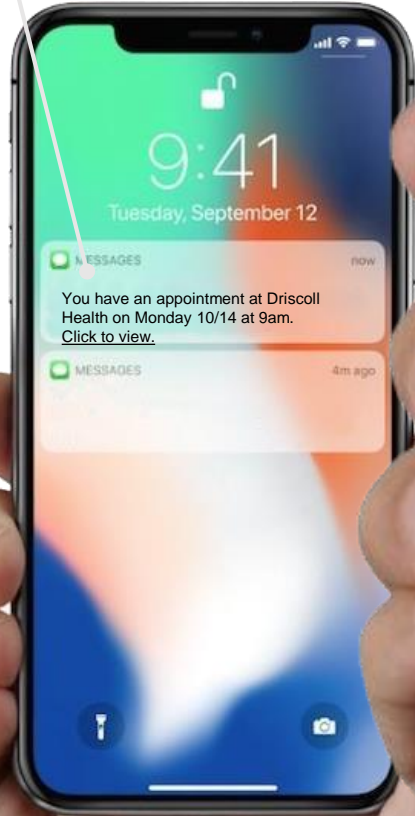 9:41
Tuesday, September 12
MESSAGES now
You have an appointment at Driscoll
Health on Monday 10/14 at 9am.
Click to view.
MESSAGES 4m ago